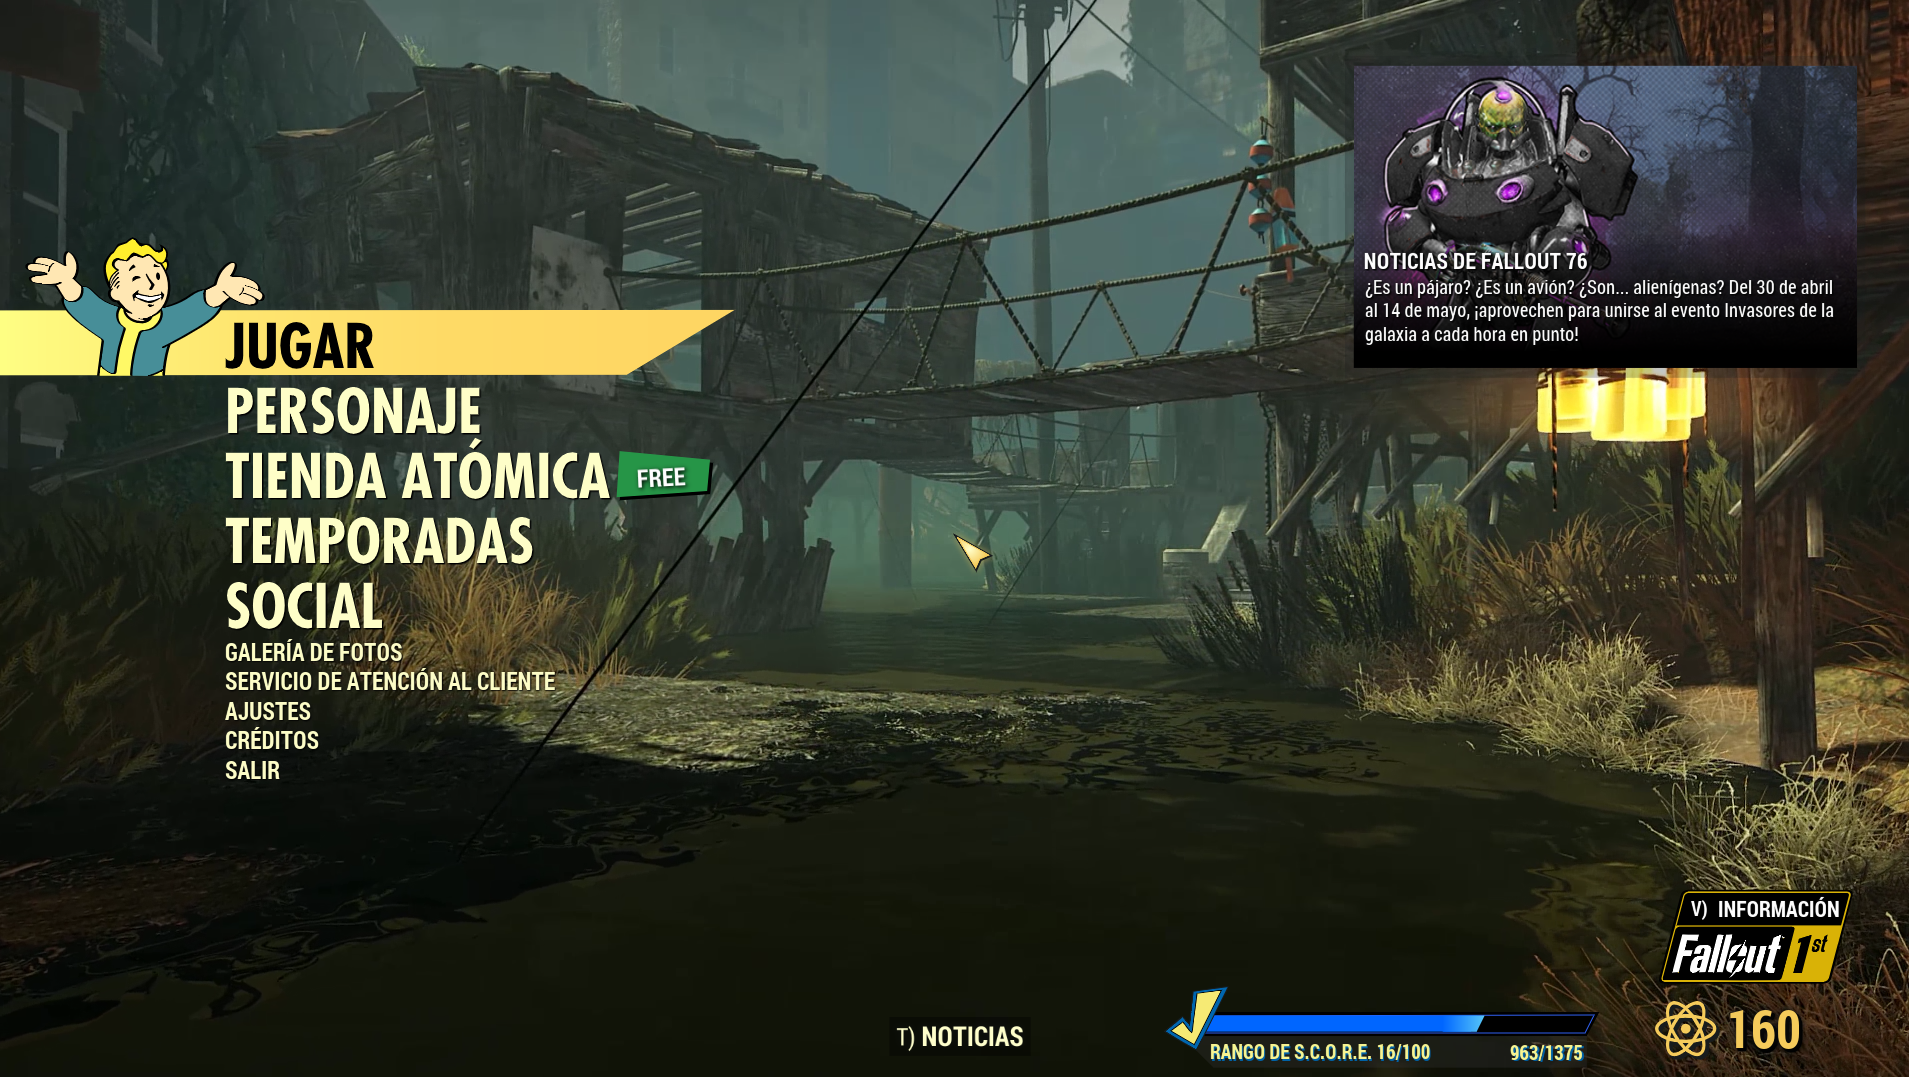 JUGAR
PERSONAJE
TIENDA ATÓMICA FREE
TEMPORADAS
SOCIAL
GALERÍA DE FOTOS
SERVICIO DE ATENCIÓN AL CLIENTE
AJUSTES
CRÉDITOS
SALIR
NOTICIAS DE FALLOUT 76
¿Es un pájaro? ¿Es un avión? ¿Son... alienígenas? Del 30 de abril
al 14 de mayo, ¡aprovechen para unirse al evento Invasores de la
galaxia a cada hora en punto!
V) INFORMACIÓN
Fallout 1st
T) NOTICIAS
RANGO DE S.C.O.R.E. 16/100 963/1375
160